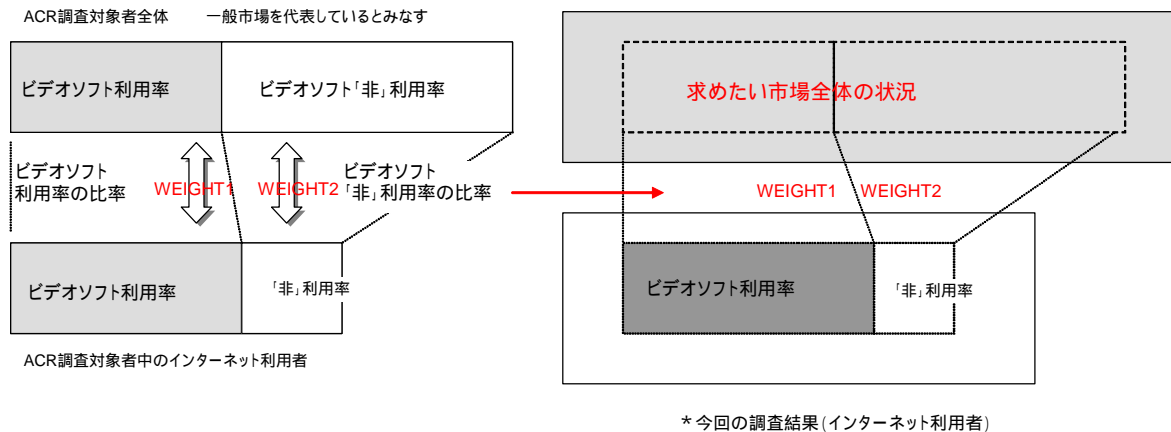 ACR調査対象者全体 一般市場を代表しているとみなす
ビデオソフト利用率
ビデオソフト「非」利用率
ビデオソフト
利用率の比率
WEIGHT1
WEIGHT2
ビデオソフト
「非」利用率の比率
ビデオソフト利用率
「非」利用率
ACR調査対象者中のインターネット利用者
求めたい市場全体の状況
WEIGHT1
WEIGHT2
ビデオソフト利用率
「非」利用率
*今回の調査結果(インターネット利用者)